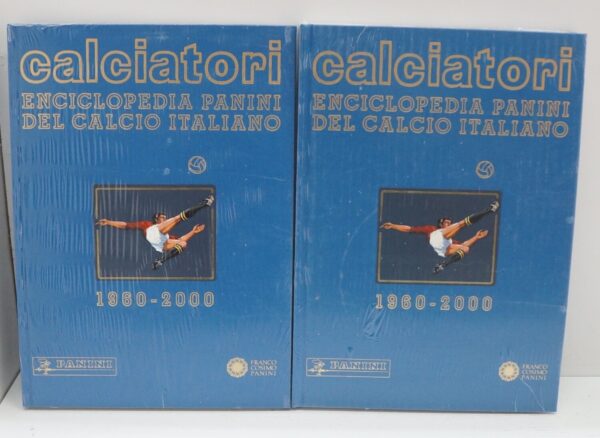 calciatori
ENCICLOPEDIA PANINI
DEL CALCIO ITALIANO
1960-2000
PANINI
FRANCO
COSIMO
PANINI
calciatori
ENCICLOPEDIA PANINI
DEL CALCIO ITALIANO
1960-2000
PANINI
FRANCO
COSIMO
PANINI